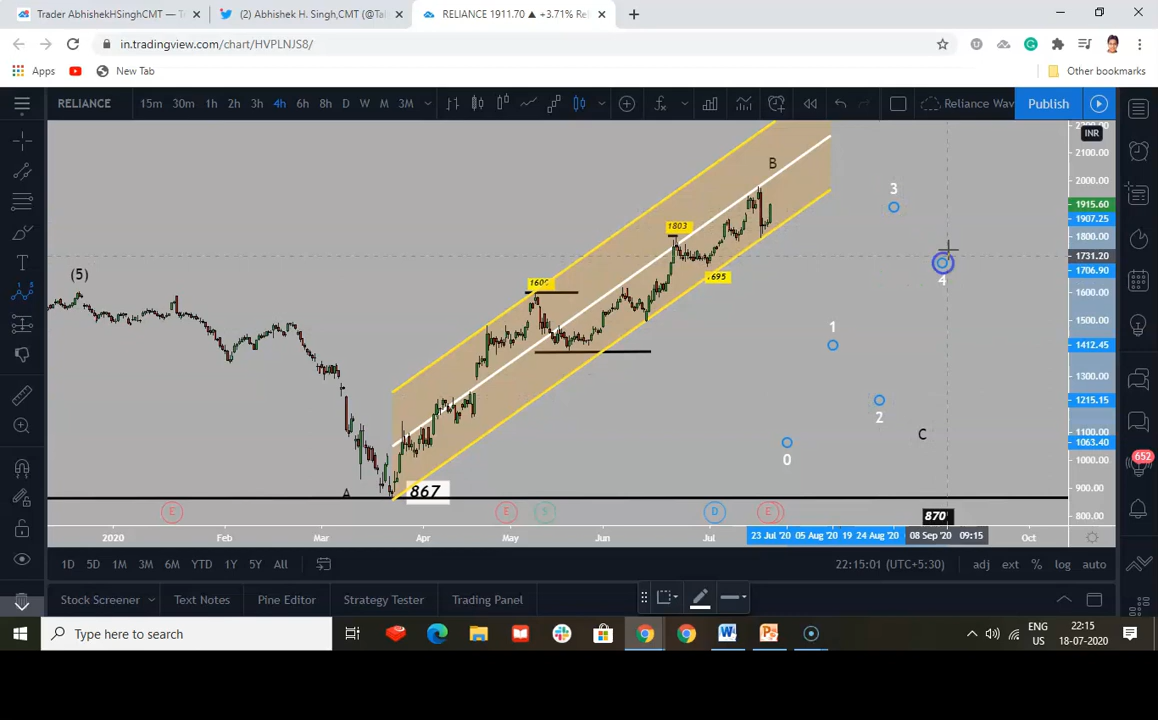 Trader AbhishekHSinghCMT — T
(2) Abhishek H. Singh,CMT (@Tal
RELIANCE 1911.70 ▲ +3.71% Rel
in.tradingview.com/chart/HVPLNJS8/
Apps
New Tab
Other bookmarks
RELIANCE
15m 30m 1h 2h 3h 4h 6h 8h D W M 3M
Reliance Wav
Publish
INR
2100.00
2000.00
1915.60
1907.25
1800.00
1731.20
1706.90
1600.00
1500.00
1412.45
1300.00
1215.15
1100.00
1063.40
1000.00
900.00
800.00
B
3
1803
(5)
.695
4
1
2
C
0
A
867
870
E E D E
2020 Feb Mar Apr May Jun Jul 23 Jul '20 05 Aug '20 19 24 Aug '20 08 Sep '20 09:15 Oct
652
1D 5D 1M 3M 6M YTD 1Y 5Y All
22:15:01 (UTC+5:30)
adj ext % log auto
Stock Screener Text Notes Pine Editor Strategy Tester Trading Panel
Type here to search
ENG
US
22:15
18-07-2020